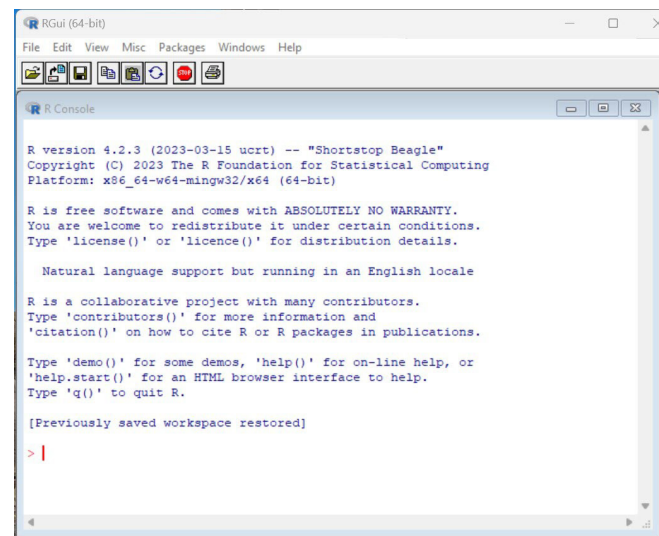 RGui (64-bit)
File Edit View Misc Packages Windows Help
STOP
R Console
R version 4.2.3 (2023-03-15 ucrt) -- "Shortstop Beagle"
Copyright (C) 2023 The R Foundation for Statistical Computing
Platform: x86_64-w64-mingw32/x64 (64-bit)
R is free software and comes with ABSOLUTELY NO WARRANTY.
You are welcome to redistribute it under certain conditions.
Type 'license()' or 'licence()' for distribution details.
Natural language support but running in an English locale
R is a collaborative project with many contributors.
Type 'contributors()' for more information and
'citation()' on how to cite R or R packages in publications.
Type 'demo()' for some demos, 'help()' for on-line help, or
'help.start()' for an HTML browser interface to help.
Type 'q()' to quit R.
[Previously saved workspace restored]
>